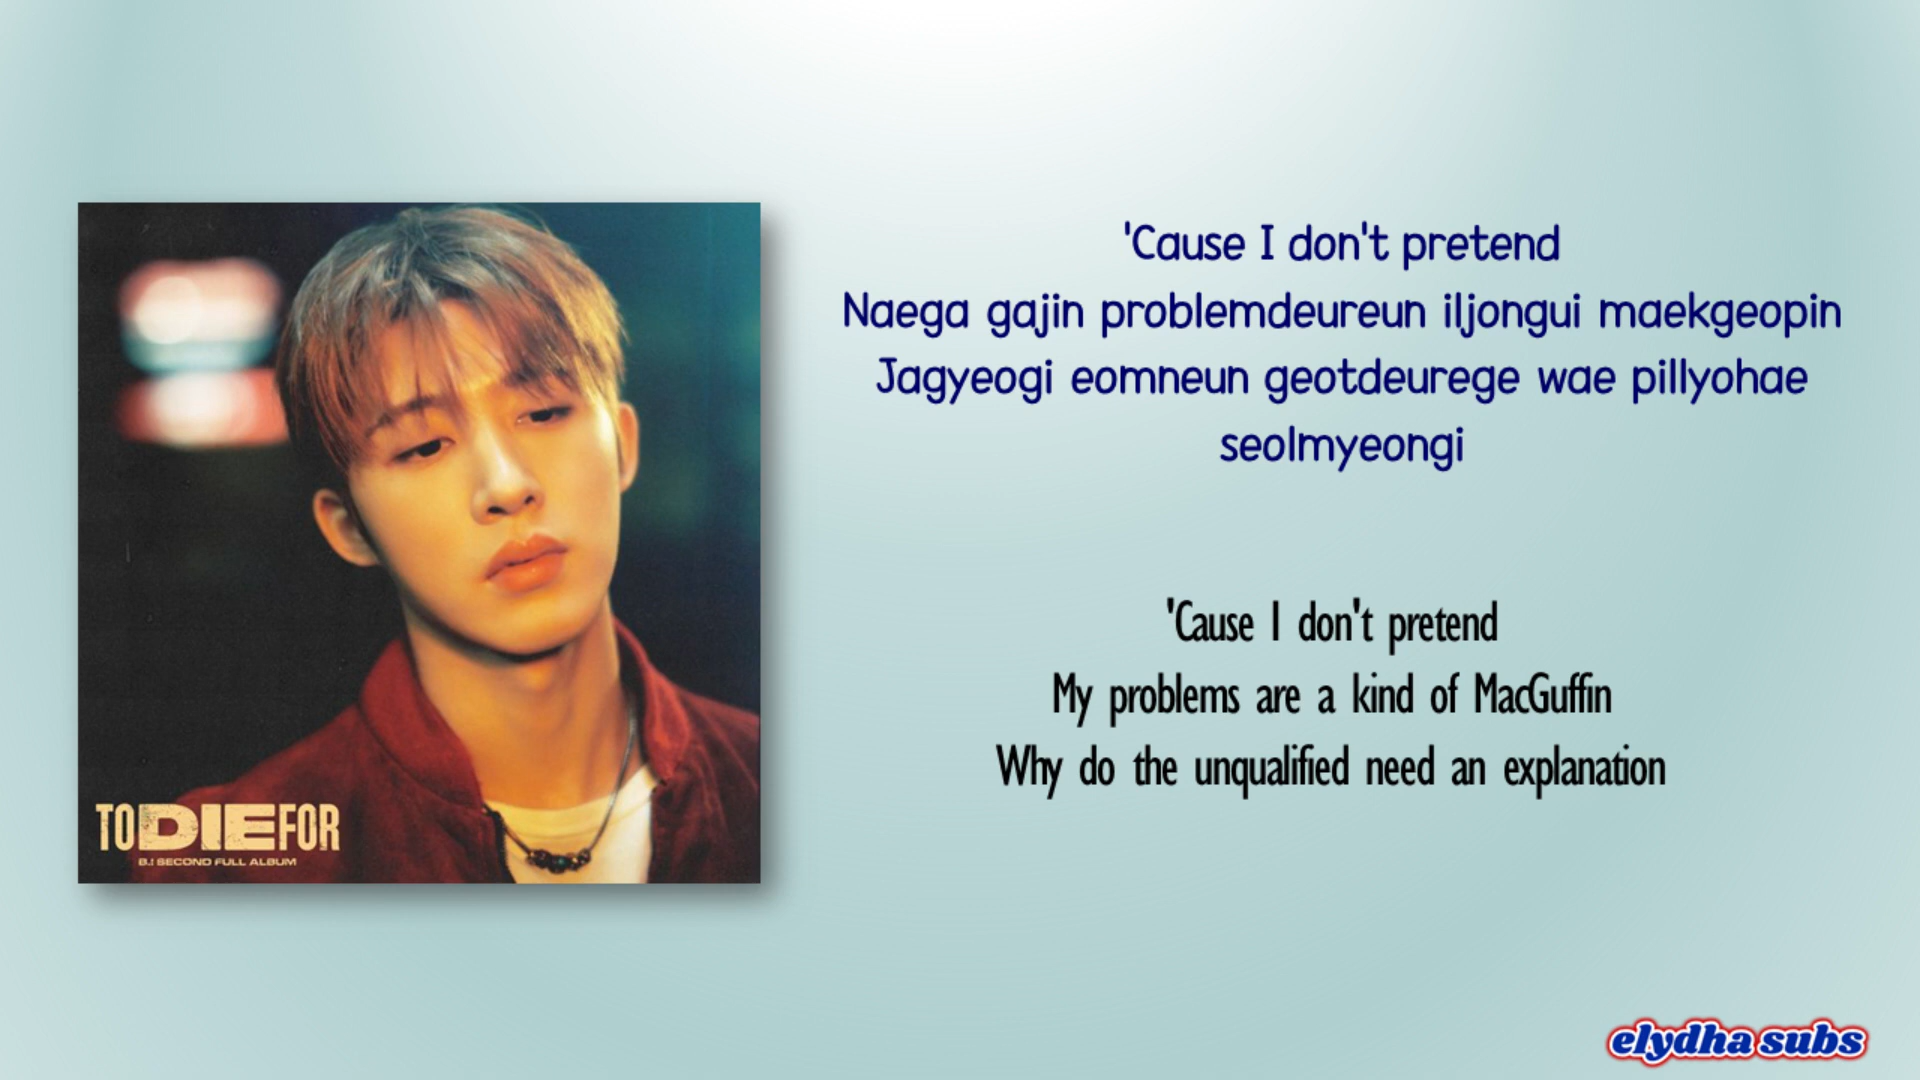 'Cause I don't pretend
Naega gajin problemdeureun iljongui maekgeopin
Jagyeogi eomneun geotdeurege wae pillyohae
seolmyeongi
'Cause I don't pretend
My problems are a kind of MacGuffin
Why do the unqualified need an explanation
TO DIE FOR
B.I SECOND FULL ALBUM
elydha subs